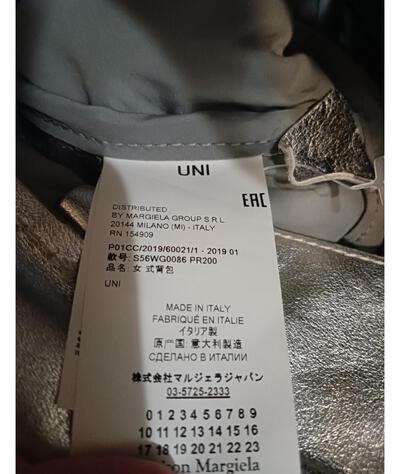 UNI
DISTRIBUTED
BY MARGIELA GROUP S.R.L
20144 MILANO (MI) - ITALY
RN 154909
EAC
P01CC/2019/60021/1 - 2019 01
款号: S56WG0086 PR200
品名: 女 式背包
UNI
MADE IN ITALY
FABRIQUÉ EN ITALIE
イタリア製
原产国: 意大利製造
СДЕЛАНО В ИТАЛИИ
株式会社マルジェラジャパン
03-5725-2333
0 1 2 3 4 5 6 7 8 9
10 11 12 13 14 15 16
17 18 19 20 21 22 23
Margiela